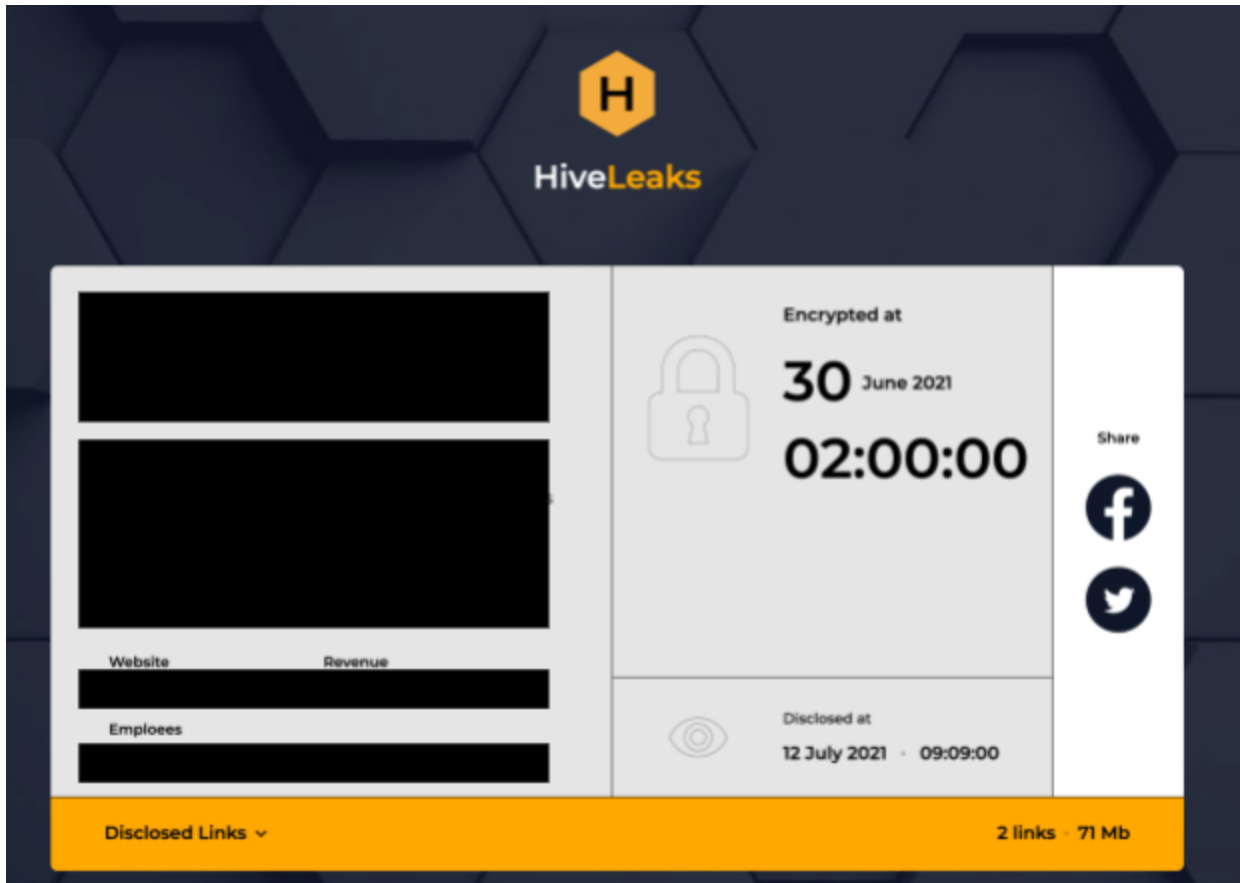 H
HiveLeaks
Encrypted at
30 June 2021
02:00:00
Website Revenue
Emploees
Share
Disclosed at
12 July 2021 · 09:09:00
Disclosed Links
2 links · 71 Mb